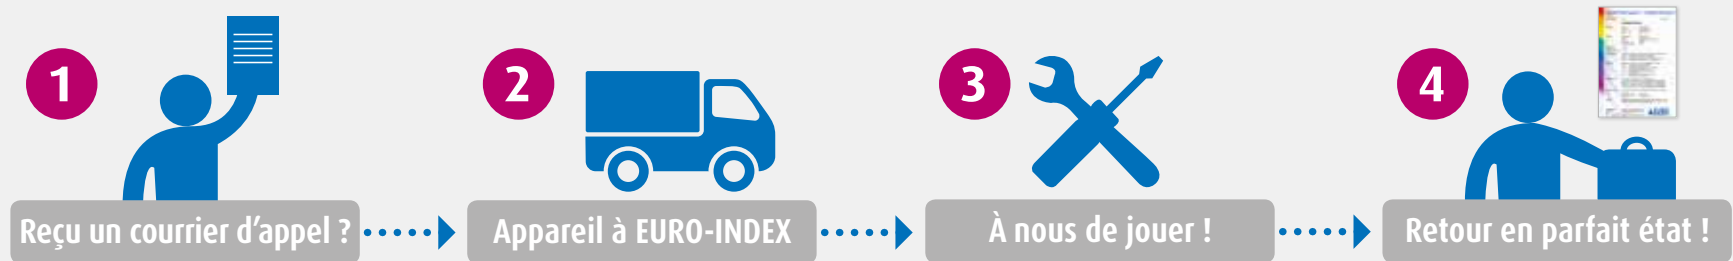 1
2
3
4
Reçu un courrier d'appel ?
Appareil à EURO-INDEX
À nous de jouer !
Retour en parfait état !